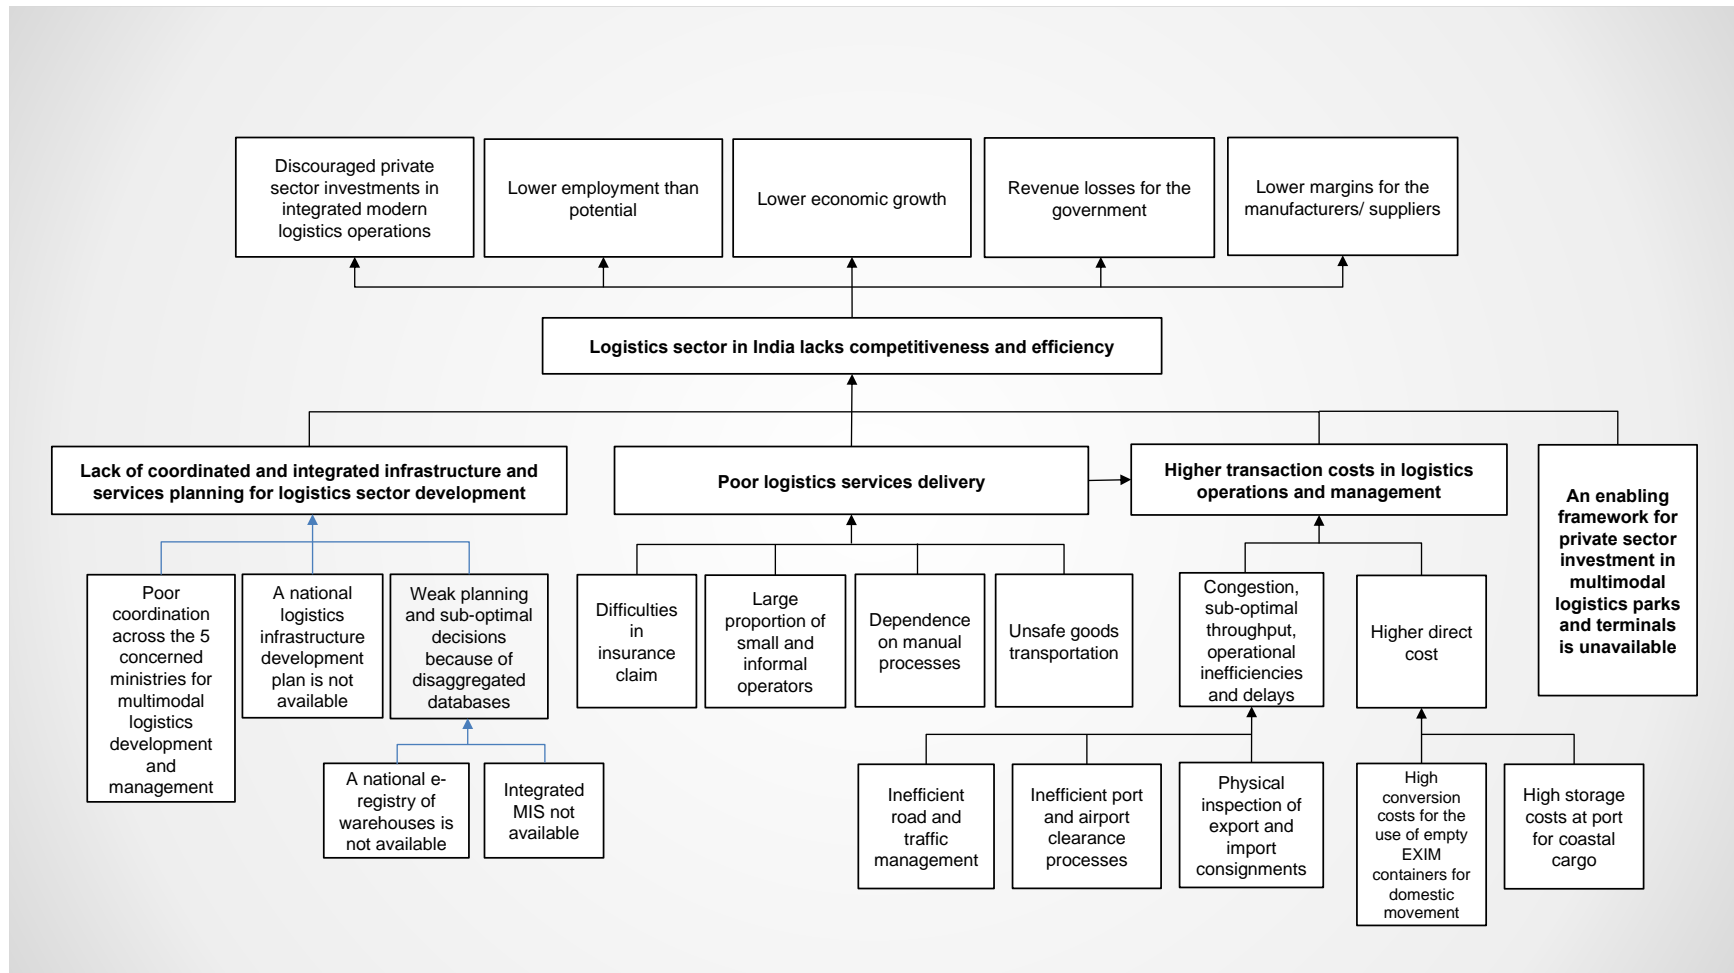 Discouraged private
sector investments in
integrated modern
logistics operations
Lower employment than
potential
Lower economic growth
Revenue losses for the
government
Lower margins for the
manufacturers/ suppliers
Logistics sector in India lacks competitiveness and efficiency
Lack of coordinated and integrated infrastructure and
services planning for logistics sector development
Poor logistics services delivery
Higher transaction costs in logistics
operations and management
An enabling
framework for
private sector
investment in
multimodal
logistics parks
and terminals
is unavailable
Poor
coordination
across the 5
concerned
ministries for
multimodal
logistics
development
and
management
A national
logistics
infrastructure
development
plan is not
available
Weak planning
and sub-optimal
decisions
because of
disaggregated
databases
Difficulties
in
insurance
claim
Large
proportion of
small and
informal
operators
Dependence
on manual
processes
Unsafe goods
transportation
Congestion,
sub-optimal
throughput,
operational
inefficiencies
and delays
Higher direct
cost
A national e-
registry of
warehouses is
not available
Integrated
MIS not
available
Inefficient
road and
traffic
management
Inefficient port
and airport
clearance
processes
Physical
inspection of
export and
import
consignments
High
conversion
costs for the
use of empty
EXIM
containers for
domestic
movement
High storage
costs at port
for coastal
cargo